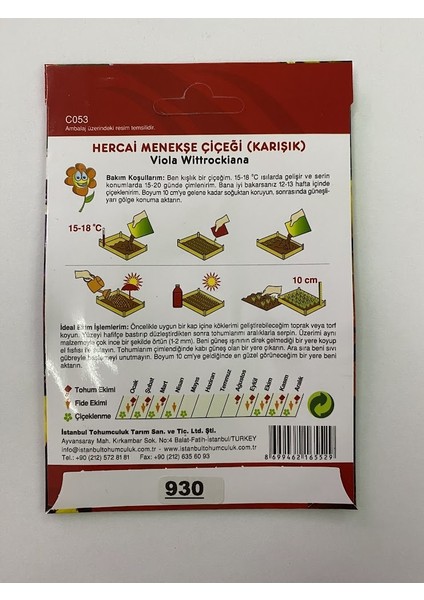 C053
Ambalaj üzerindeki resim temsilidir.
HERCAİ MENEKŞE ÇİÇEĞİ (KARIŞIK)
Viola Wittrockiana
Bakım Koşullarım: Ben kışlık bir çiçeğim. 15-18 °C ısılarda gelişir ve serin
konumlarda 15-20 günde çimlenirim. Bana iyi bakarsanız 12-13 hafta içinde
çiçeklenirim. Boyum 10 cm'ye gelene kadar soğuktan koruyun, sonrasında güneşli-
yarı gölge konuma aktarın.
15-18 °C
10 cm
İdeal Ekim İşlemlerim: Öncelikle uygun bir kap içine köklerimi geliştirebileceğim toprak veya torf
koyun. Yüzeyi hafifçe bastırıp düzleştirdikten sonra tohumlarımı aralıklarla serpin. Üzerimi aynı
malzemeyle çok ince bir şekilde örtün (1-2 mm). Beni güneş ışınının direk gelmediği bir yere koyup
el fısfısı ile sulayın. Tohumlarım çimlendiğinde kabı güneş olan bir yere çıkarın. Ara sıra beni sıvı
gübreyle beslemeyi unutmayın. Boyum 10 cm'ye geldiğinde en güzel görüneceğim bir yere ekin.
Ocak
Şubat
Mart
Nisan
Mayıs
Haziran
Temmuz
Ağustos
Eylül
Ekim
Kasım
Aralık
Tohum Ekimi
Fide Ekimi
Çiçeklenme
İstanbul Tohumculuk Tarım San. ve Tic. Ltd. Şti.
Ayvansaray Mah. Kırkambar Sok. No:4 Balat-Fatih-İstanbul/TURKEY
info@istanbultohumculuk.com • www.istanbultohumculuk.com
Tel.: +90 (212) 572 81 81 Fax: +90 (212) 635 60 93
8 699462 165529
930